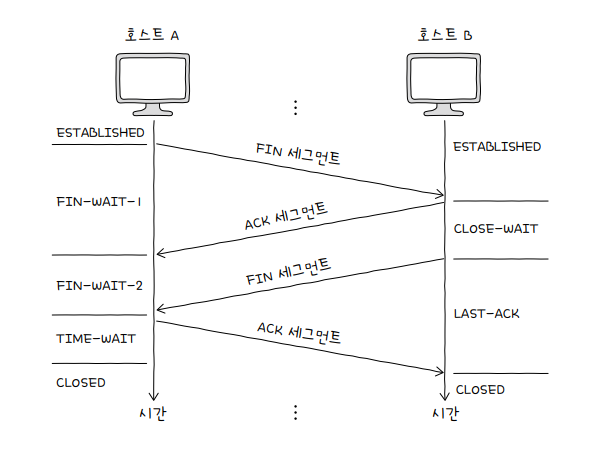 호스트 A
호스트 B
ESTABLISHED
ESTABLISHED
FIN 세그먼트
FIN-WAIT-1
ACK 세그먼트
CLOSE-WAIT
FIN 세그먼트
FIN-WAIT-2
LAST-ACK
ACK 세그먼트
TIME-WAIT
CLOSED
CLOSED
시간
시간